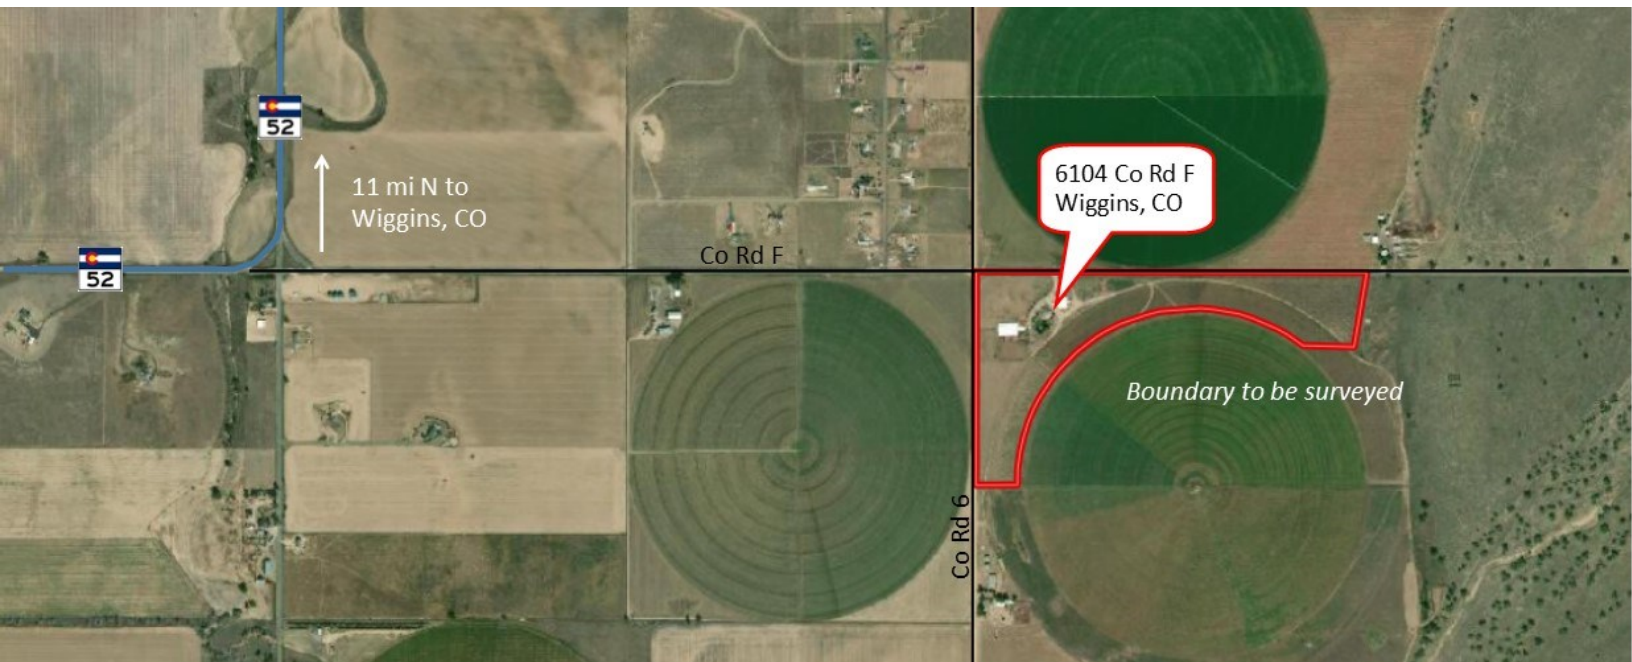 52
11 mi N to
Wiggins, CO
52
Co Rd F
6104 Co Rd F
Wiggins, CO
Boundary to be surveyed
Co Rd 6